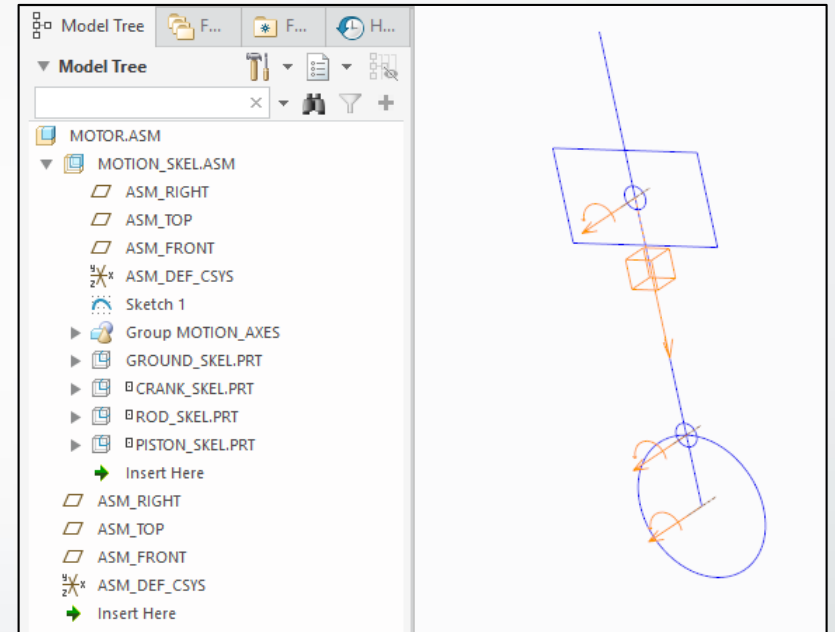 Model Tree F... F... H...
Model Tree
MOTOR.ASM
MOTION_SKEL.ASM
ASM_RIGHT
ASM_TOP
ASM_FRONT
ASM_DEF_CSYS
Sketch 1
Group MOTION_AXES
GROUND_SKEL.PRT
CRANK_SKEL.PRT
ROD_SKEL.PRT
PISTON_SKEL.PRT
Insert Here
ASM_RIGHT
ASM_TOP
ASM_FRONT
ASM_DEF_CSYS
Insert Here